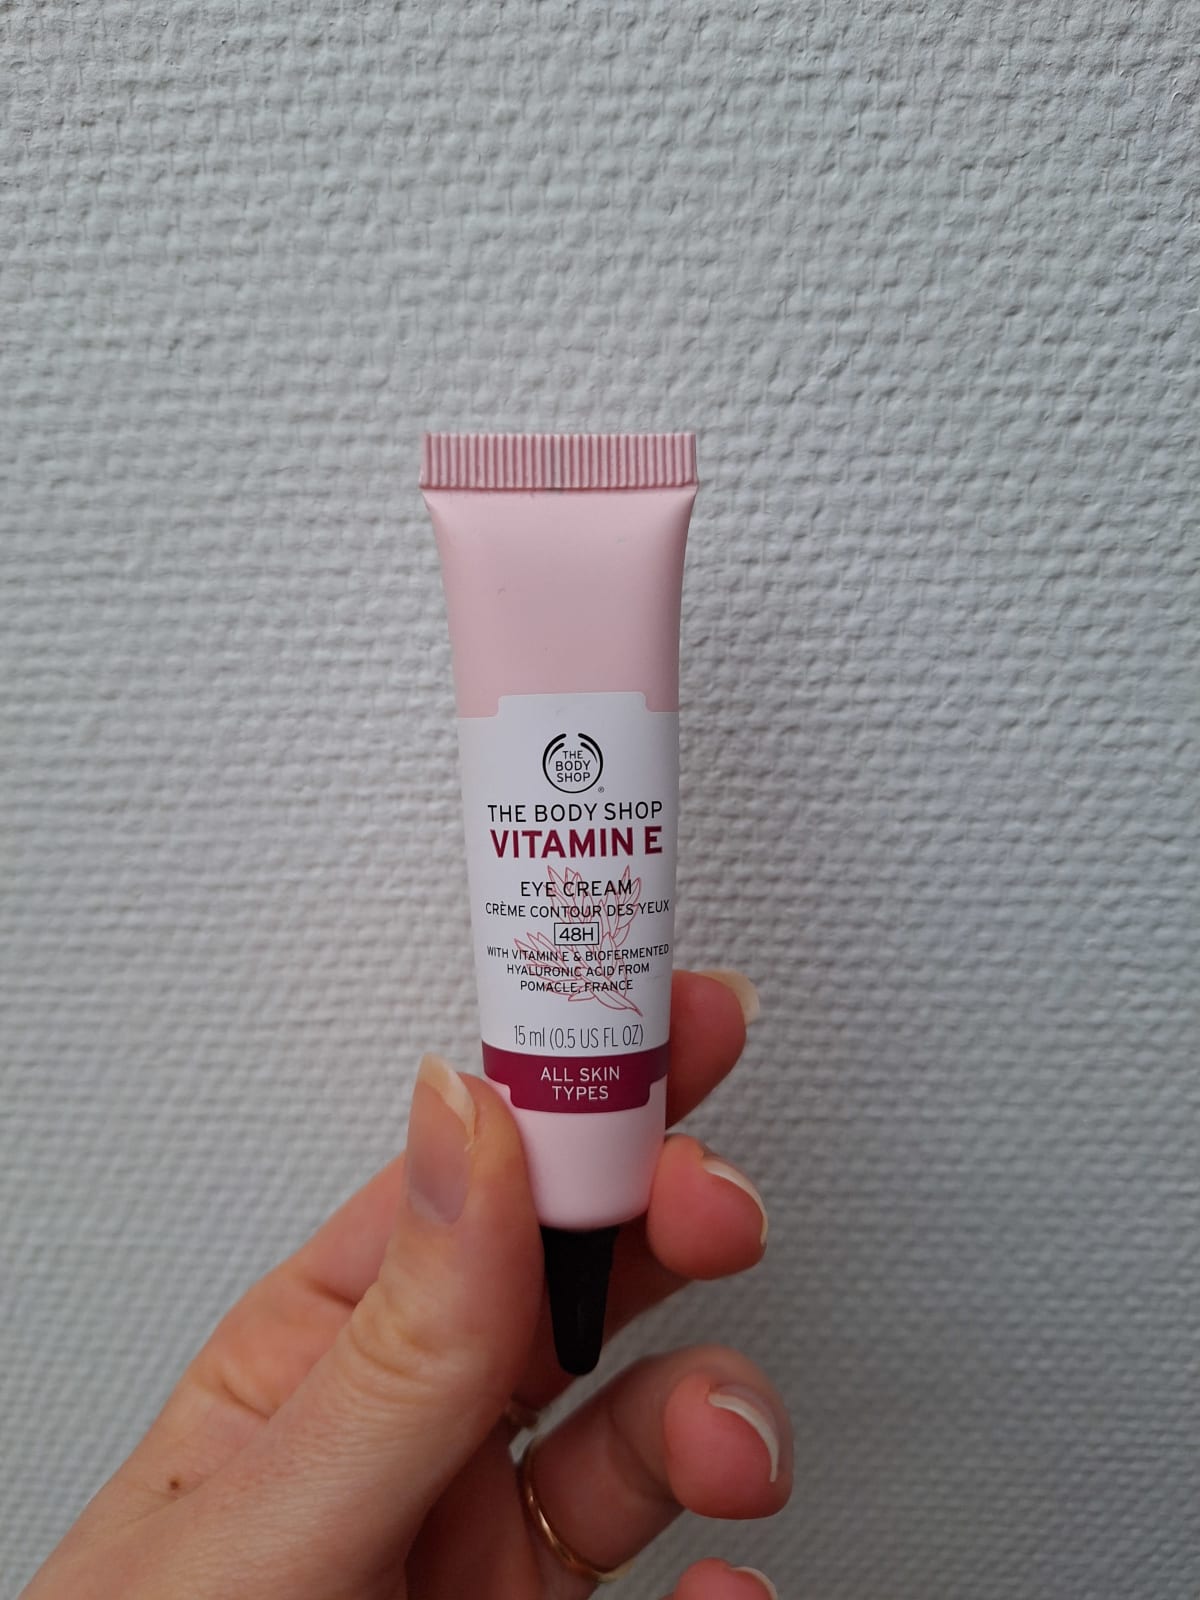 THE
BODY
SHOP
®
THE BODY SHOP
VITAMIN E
EYE CREAM
CRÈME CONTOUR DES YEUX
48H
WITH VITAMIN E & BIOFERMENTED
HYALURONIC ACID FROM
POMACLE, FRANCE
15 ml (0.5 US FL OZ)
ALL SKIN
TYPES